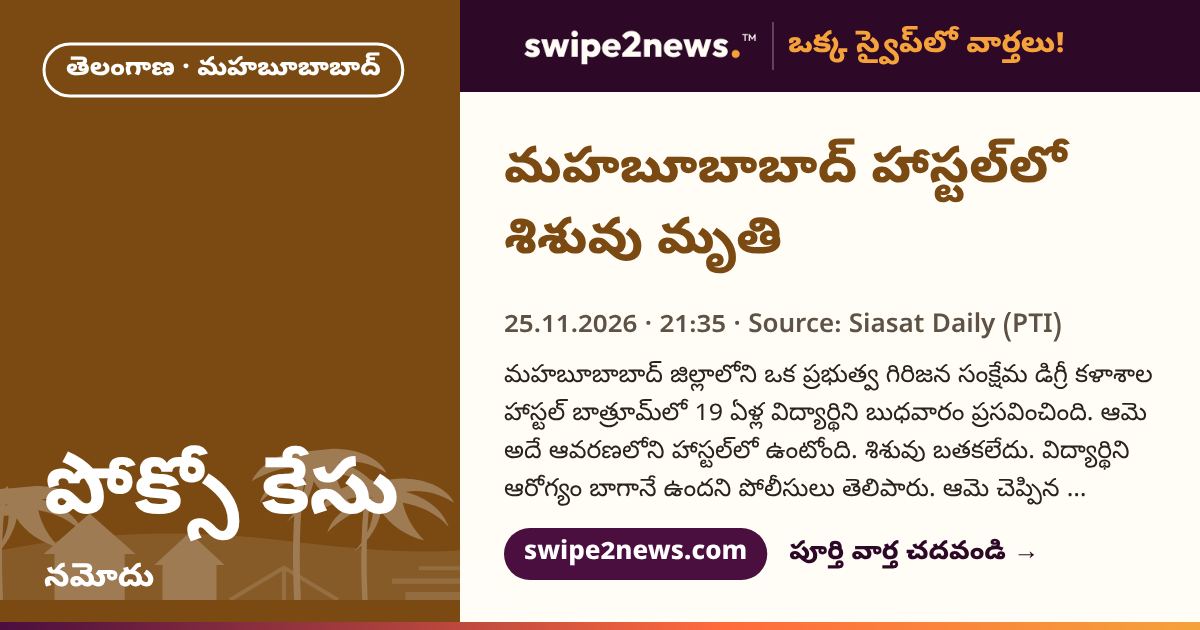 తెలంగాణ · మహబూబాబాద్
పోక్సో కేసు
నమోదు
swipe2news.™ ఒక్క స్వైప్‌లో వార్తలు!
మహబూబాబాద్ హాస్టల్‌లో
శిశువు మృతి
25.11.2026 · 21:35 · Source: Siasat Daily (PTI)
మహబూబాబాద్ జిల్లాలోని ఒక ప్రభుత్వ గిరిజన సంక్షేమ డిగ్రీ కళాశాల
హాస్టల్ బాత్రూమ్‌లో 19 ఏళ్ల విద్యార్థిని బుధవారం ప్రసవించింది. ఆమె
అదే ఆవరణలోని హాస్టల్‌లో ఉంటోంది. శిశువు బతకలేదు. విద్యార్థిని
ఆరోగ్యం బాగానే ఉందని పోలీసులు తెలిపారు. ఆమె చెప్పిన ...
swipe2news.com పూర్తి వార్త చదవండి →